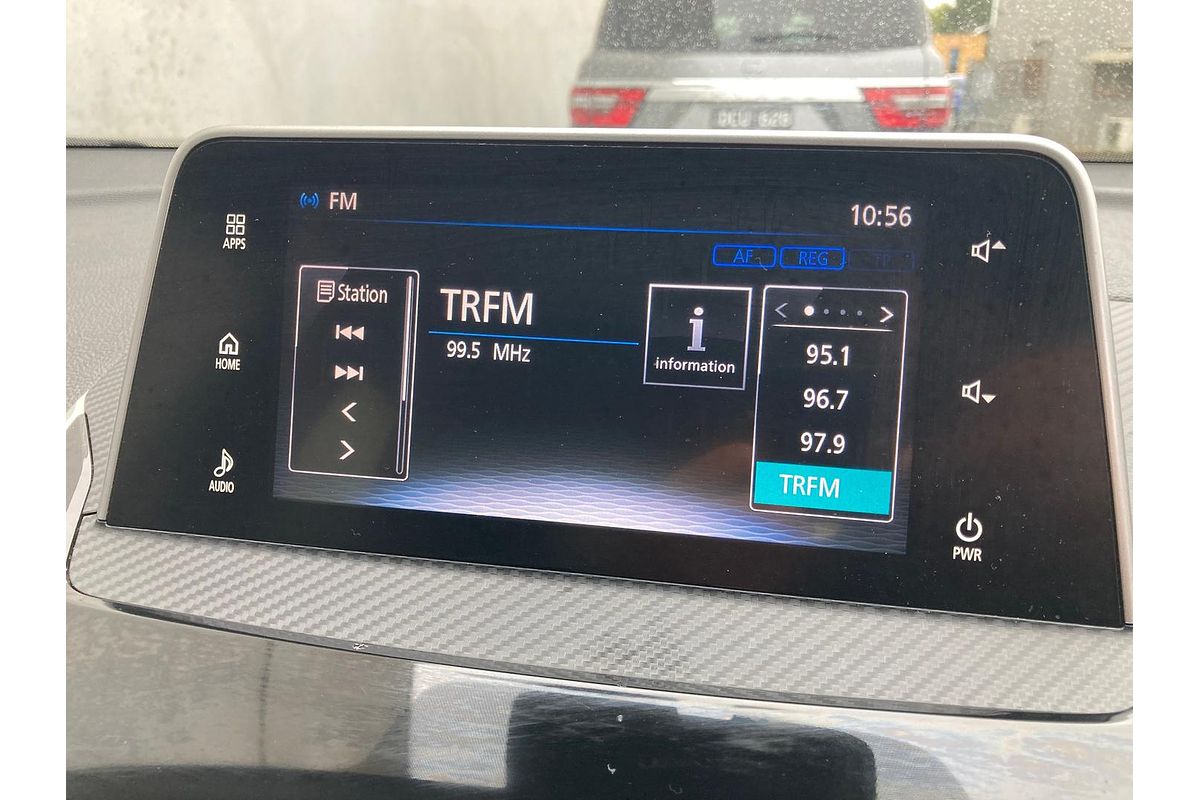 FM
10:56
APPS
AF
REG
TP
Station
TRFM
99.5 MHz
information
95.1
96.7
97.9
TRFM
HOME
AUDIO
PWR